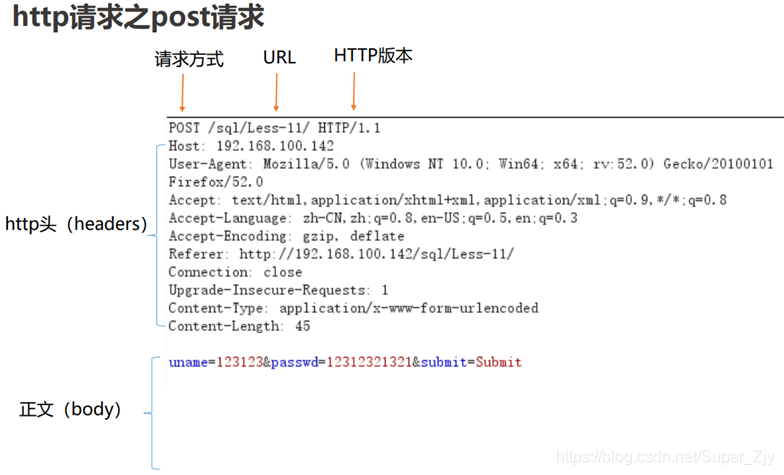 http请求之post请求
请求方式 URL HTTP版本
POST /sql/Less-11/ HTTP/1.1
Host: 192.168.100.142
User-Agent: Mozilla/5.0 (Windows NT 10.0; Win64; x64; rv:52.0) Gecko/20100101
Firefox/52.0
Accept: text/html,application/xhtml+xml,application/xml;q=0.9,*/*;q=0.8
Accept-Language: zh-CN,zh;q=0.8,en-US;q=0.5,en;q=0.3
http头（headers）
Accept-Encoding: gzip, deflate
Referer: http://192.168.100.142/sql/Less-11/
Connection: close
Upgrade-Insecure-Requests: 1
Content-Type: application/x-www-form-urlencoded
Content-Length: 45
uname=123123&passwd=12312321321&submit=Submit
正文（body）
https://blog.csdn.net/Super_Zjy